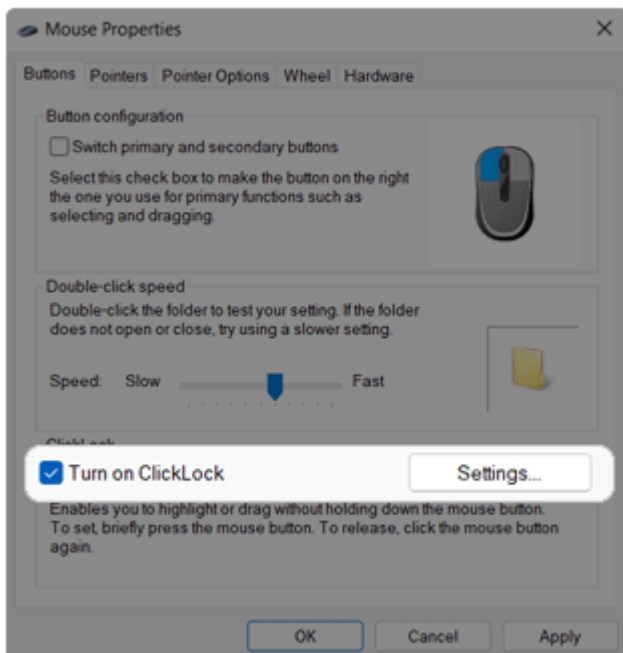 Mouse Properties
Buttons Pointers Pointer Options Wheel Hardware
Button configuration
Switch primary and secondary buttons
Select this check box to make the button on the right
the one you use for primary functions such as
selecting and dragging.
Double-click speed
Double-click the folder to test your setting. If the folder
does not open or close, try using a slower setting.
Speed: Slow Fast
ClickLock
Turn on ClickLock Settings...
Enables you to highlight or drag without holding down the mouse button.
To set, briefly press the mouse button. To release, click the mouse button
again.
OK Cancel Apply